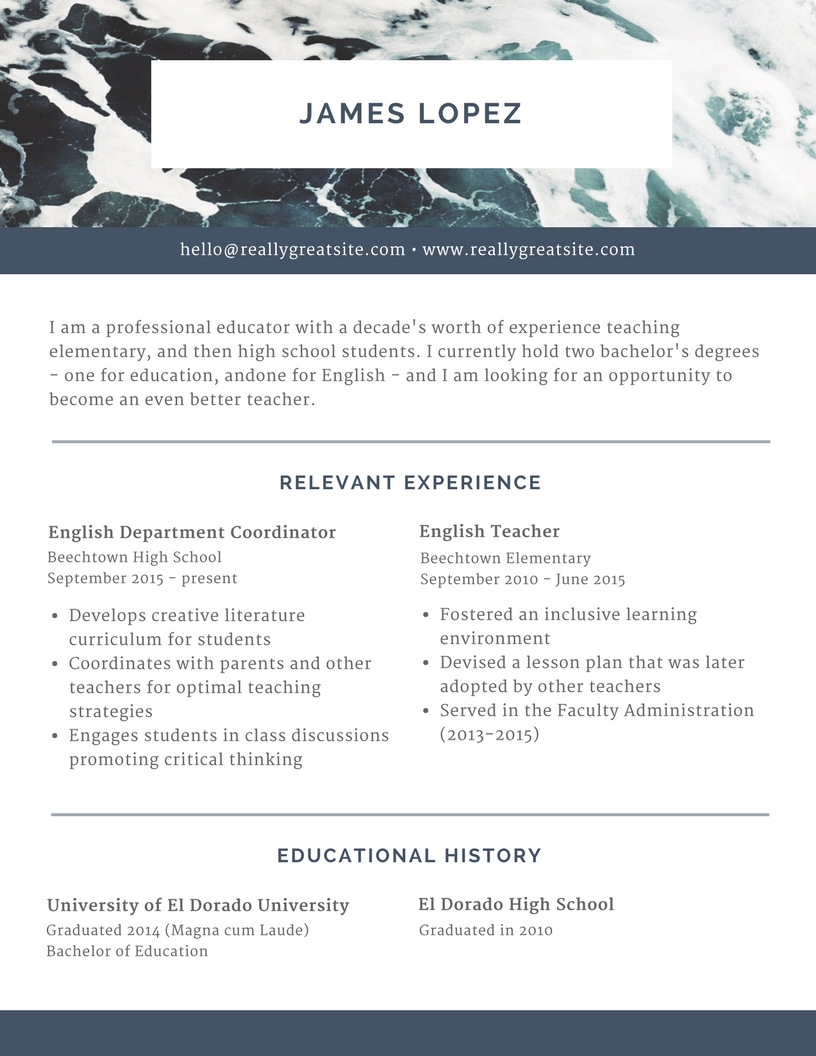 JAMES LOPEZ
hello@reallygreatsite.com • www.reallygreatsite.com
I am a professional educator with a decade's worth of experience teaching
elementary, and then high school students. I currently hold two bachelor's degrees
- one for education, andone for English - and I am looking for an opportunity to
become an even better teacher.
RELEVANT EXPERIENCE
English Department Coordinator
Beechtown High School
September 2015 - present
• Develops creative literature
curriculum for students
• Coordinates with parents and other
teachers for optimal teaching
strategies
• Engages students in class discussions
promoting critical thinking
English Teacher
Beechtown Elementary
September 2010 - June 2015
• Fostered an inclusive learning
environment
• Devised a lesson plan that was later
adopted by other teachers
• Served in the Faculty Administration
(2013-2015)
EDUCATIONAL HISTORY
University of El Dorado University
Graduated 2014 (Magna cum Laude)
Bachelor of Education
El Dorado High School
Graduated in 2010